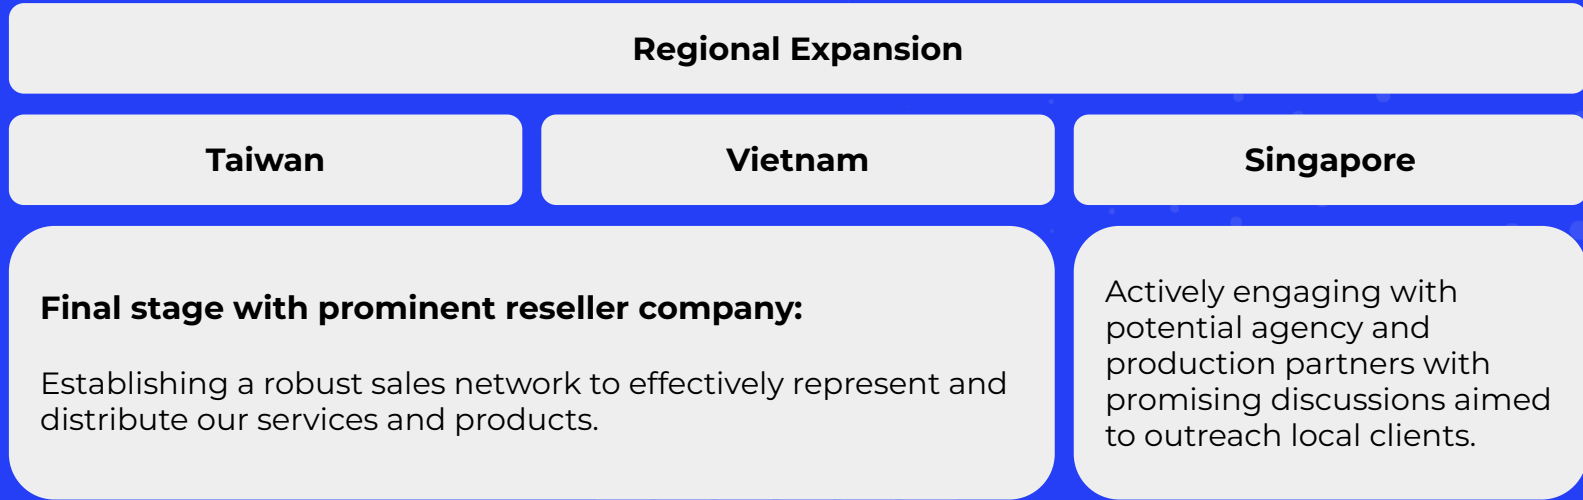 Regional Expansion
Taiwan
Vietnam
Singapore
Final stage with prominent reseller company:
Establishing a robust sales network to effectively represent and
distribute our services and products.
Actively engaging with
potential agency and
production partners with
promising discussions aimed
to outreach local clients.